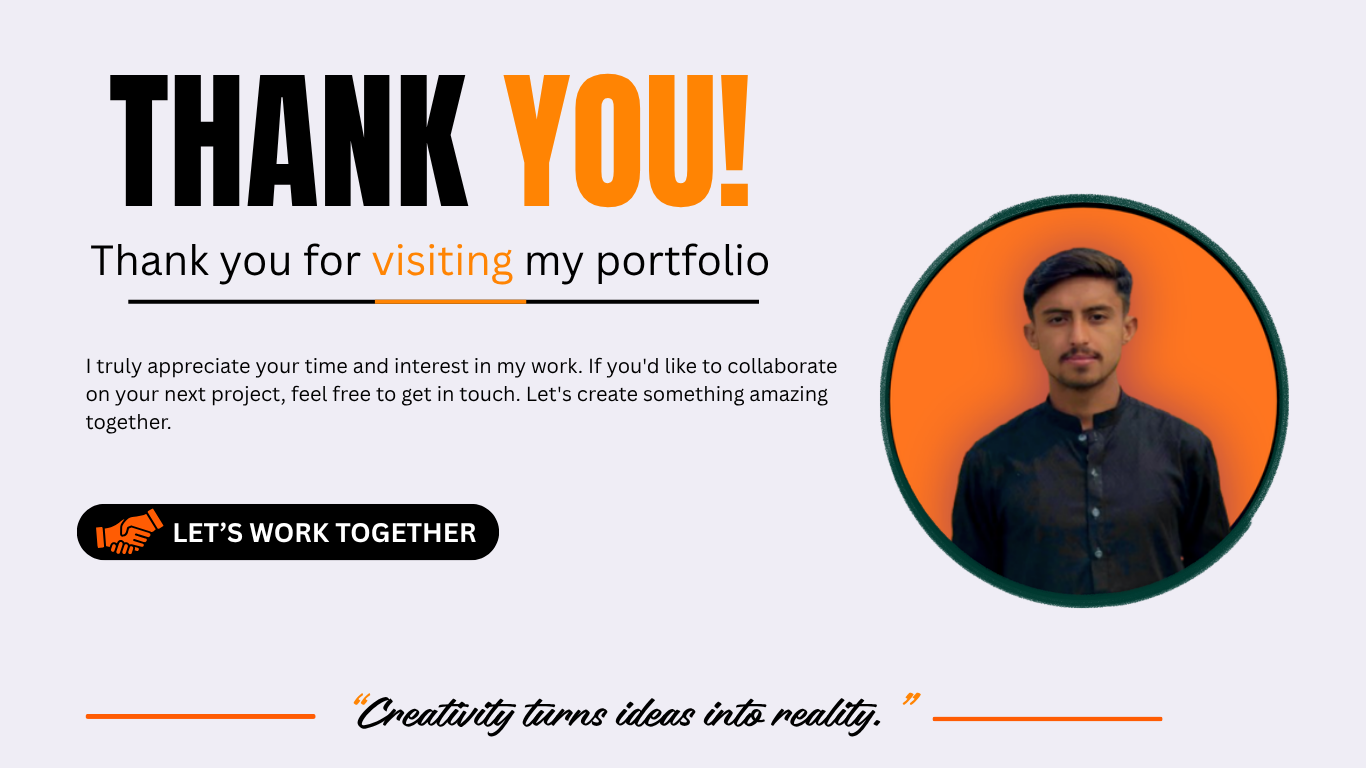 THANK YOU!
Thank you for visiting my portfolio
I truly appreciate your time and interest in my work. If you'd like to collaborate
on your next project, feel free to get in touch. Let's create something amazing
together.
LET’S WORK TOGETHER
“Creativity turns ideas into reality. ”